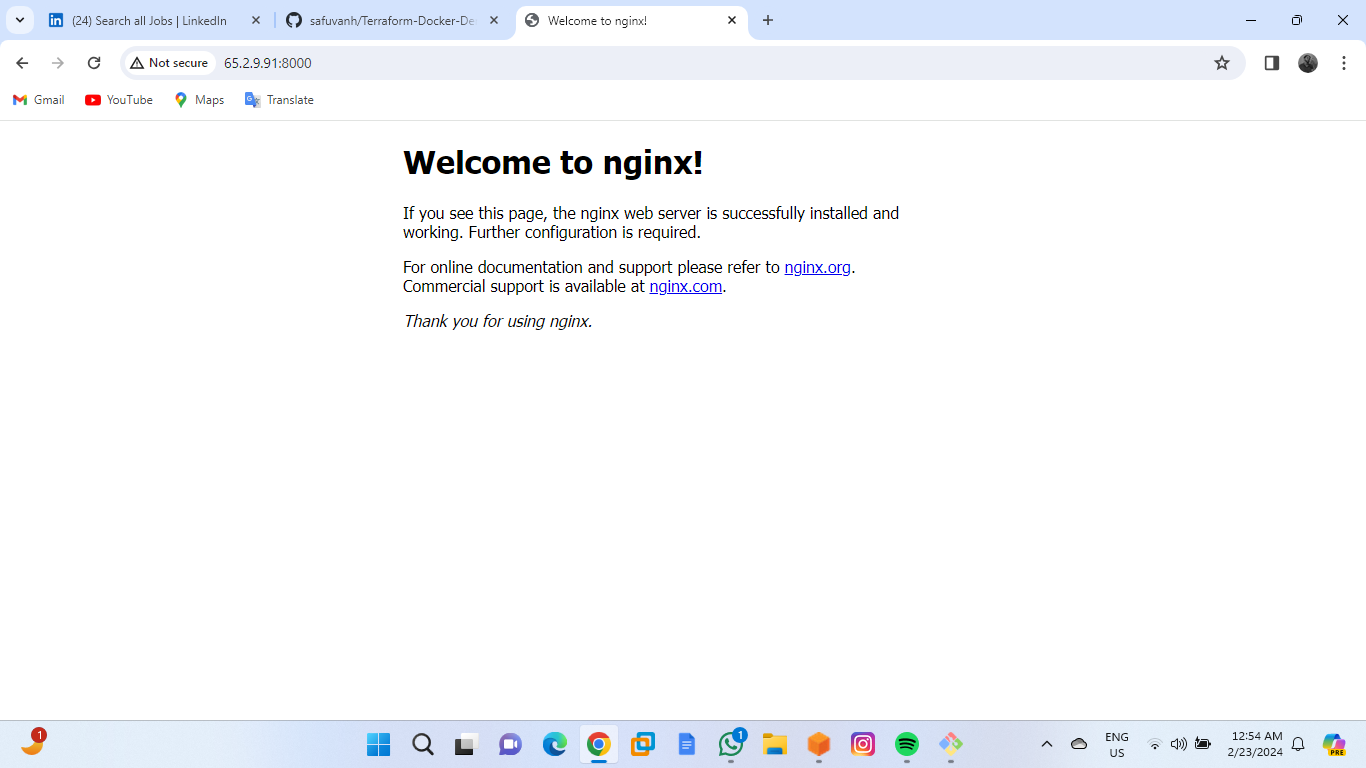 (24) Search all Jobs | LinkedIn
safuvanh/Terraform-Docker-De
Welcome to nginx!
Not secure
65.2.9.91:8000
Gmail
YouTube
Maps
Translate
Welcome to nginx!
If you see this page, the nginx web server is successfully installed and
working. Further configuration is required.
For online documentation and support please refer to nginx.org.
Commercial support is available at nginx.com.
Thank you for using nginx.
1
1
ENG
US
12:54 AM
2/23/2024
PRE